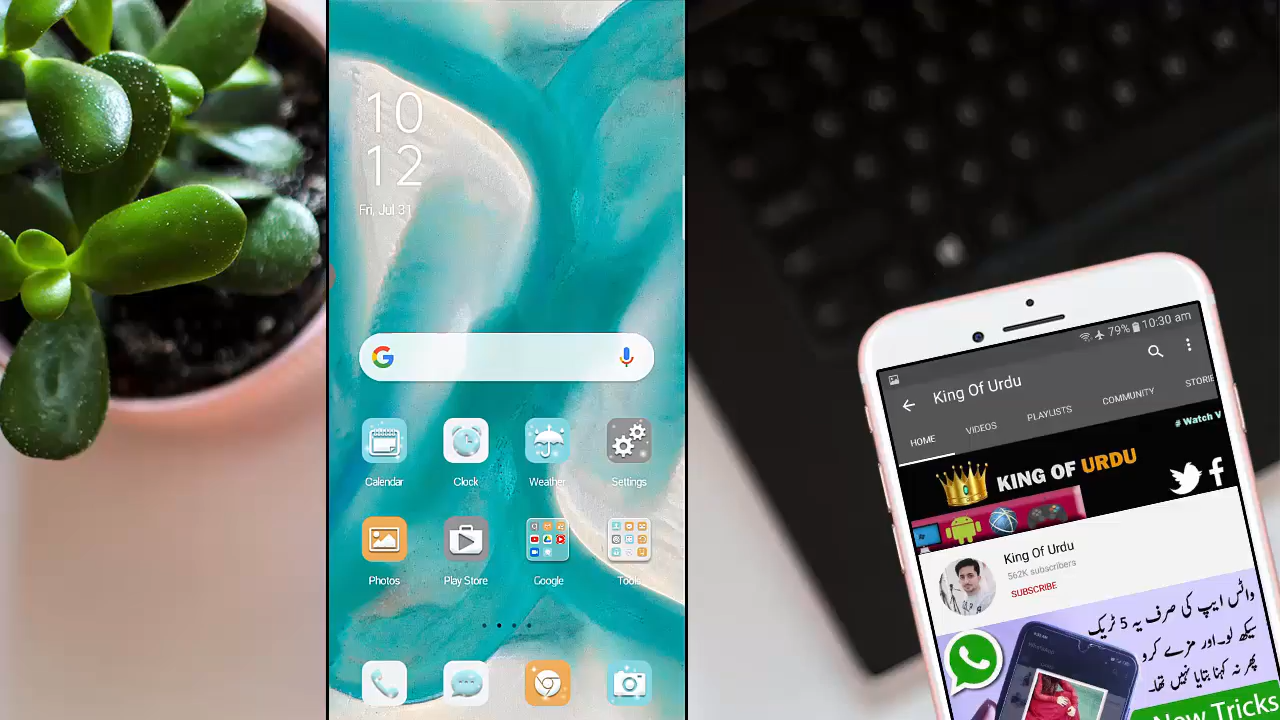 10
12
Fri, Jul 31
Calendar
Clock
Weather
Settings
Photos
Play Store
Google
Tools
79% 10:30 am
King Of Urdu
HOME
VIDEOS
PLAYLISTS
COMMUNITY
STORIE
# Watch V
KING OF URDU
King Of Urdu
562K subscribers
SUBSCRIBE
واٹس ایپ کی صرف یہ 5 ٹریک
سیکھ لو۔اور مزے کرو
پھر نہ کہنا بتایا نہیں تھا۔
New Tricks